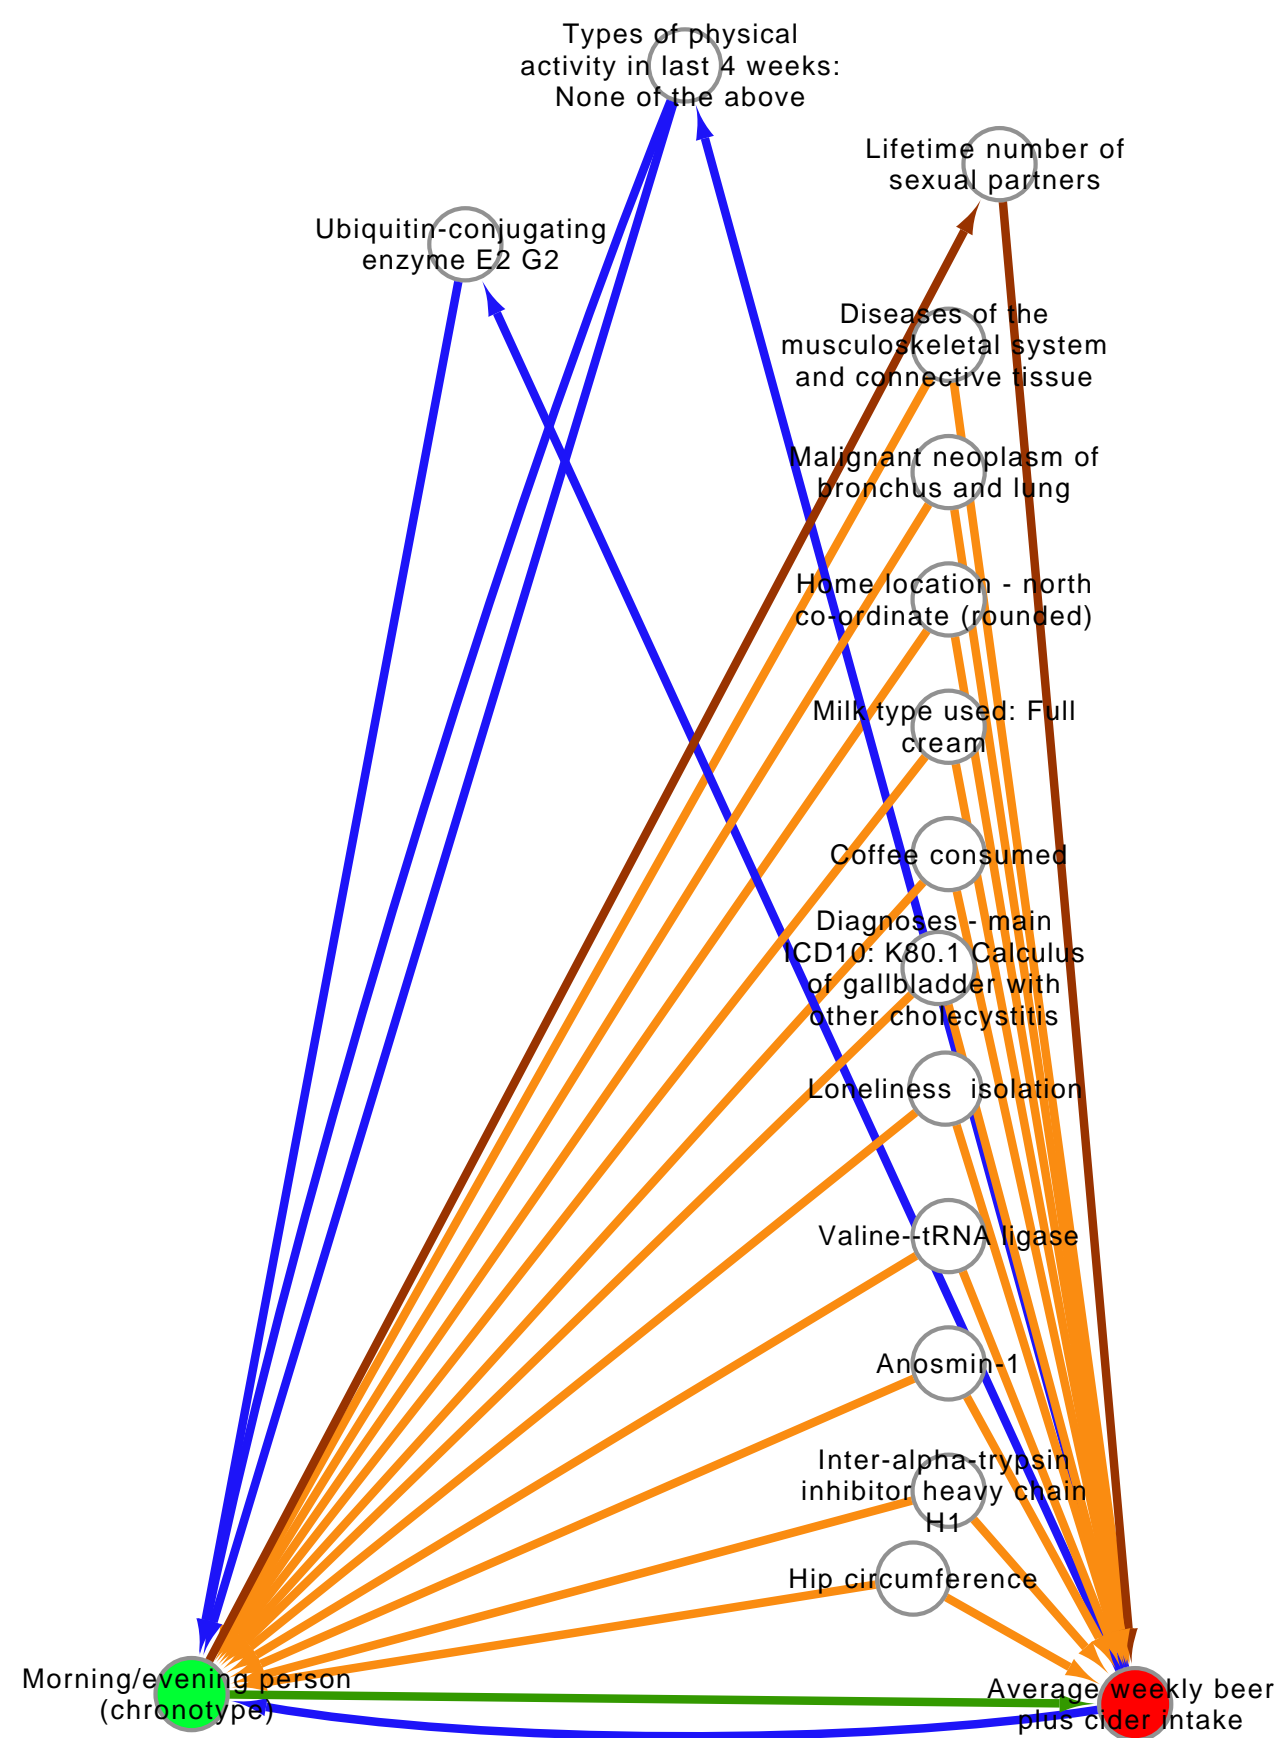 Types of physical
activity in last 4 weeks:
None of the above
Lifetime number of
sexual partners
Ubiquitin-conjugating
enzyme E2 G2
Diseases of the
musculoskeletal system
and connective tissue
Malignant neoplasm of
bronchus and lung
Home location - north
co-ordinate (rounded)
Milk type used: Full
cream
Coffee consumed
Diagnoses - main
ICD10: K80.1 Calculus
of gallbladder with
other cholecystitis
Loneliness  isolation
Valine--tRNA ligase
Anosmin-1
Inter-alpha-trypsin
inhibitor heavy chain
H1
Hip circumference
Morning/evening person
(chronotype)
Average weekly beer
plus cider intake